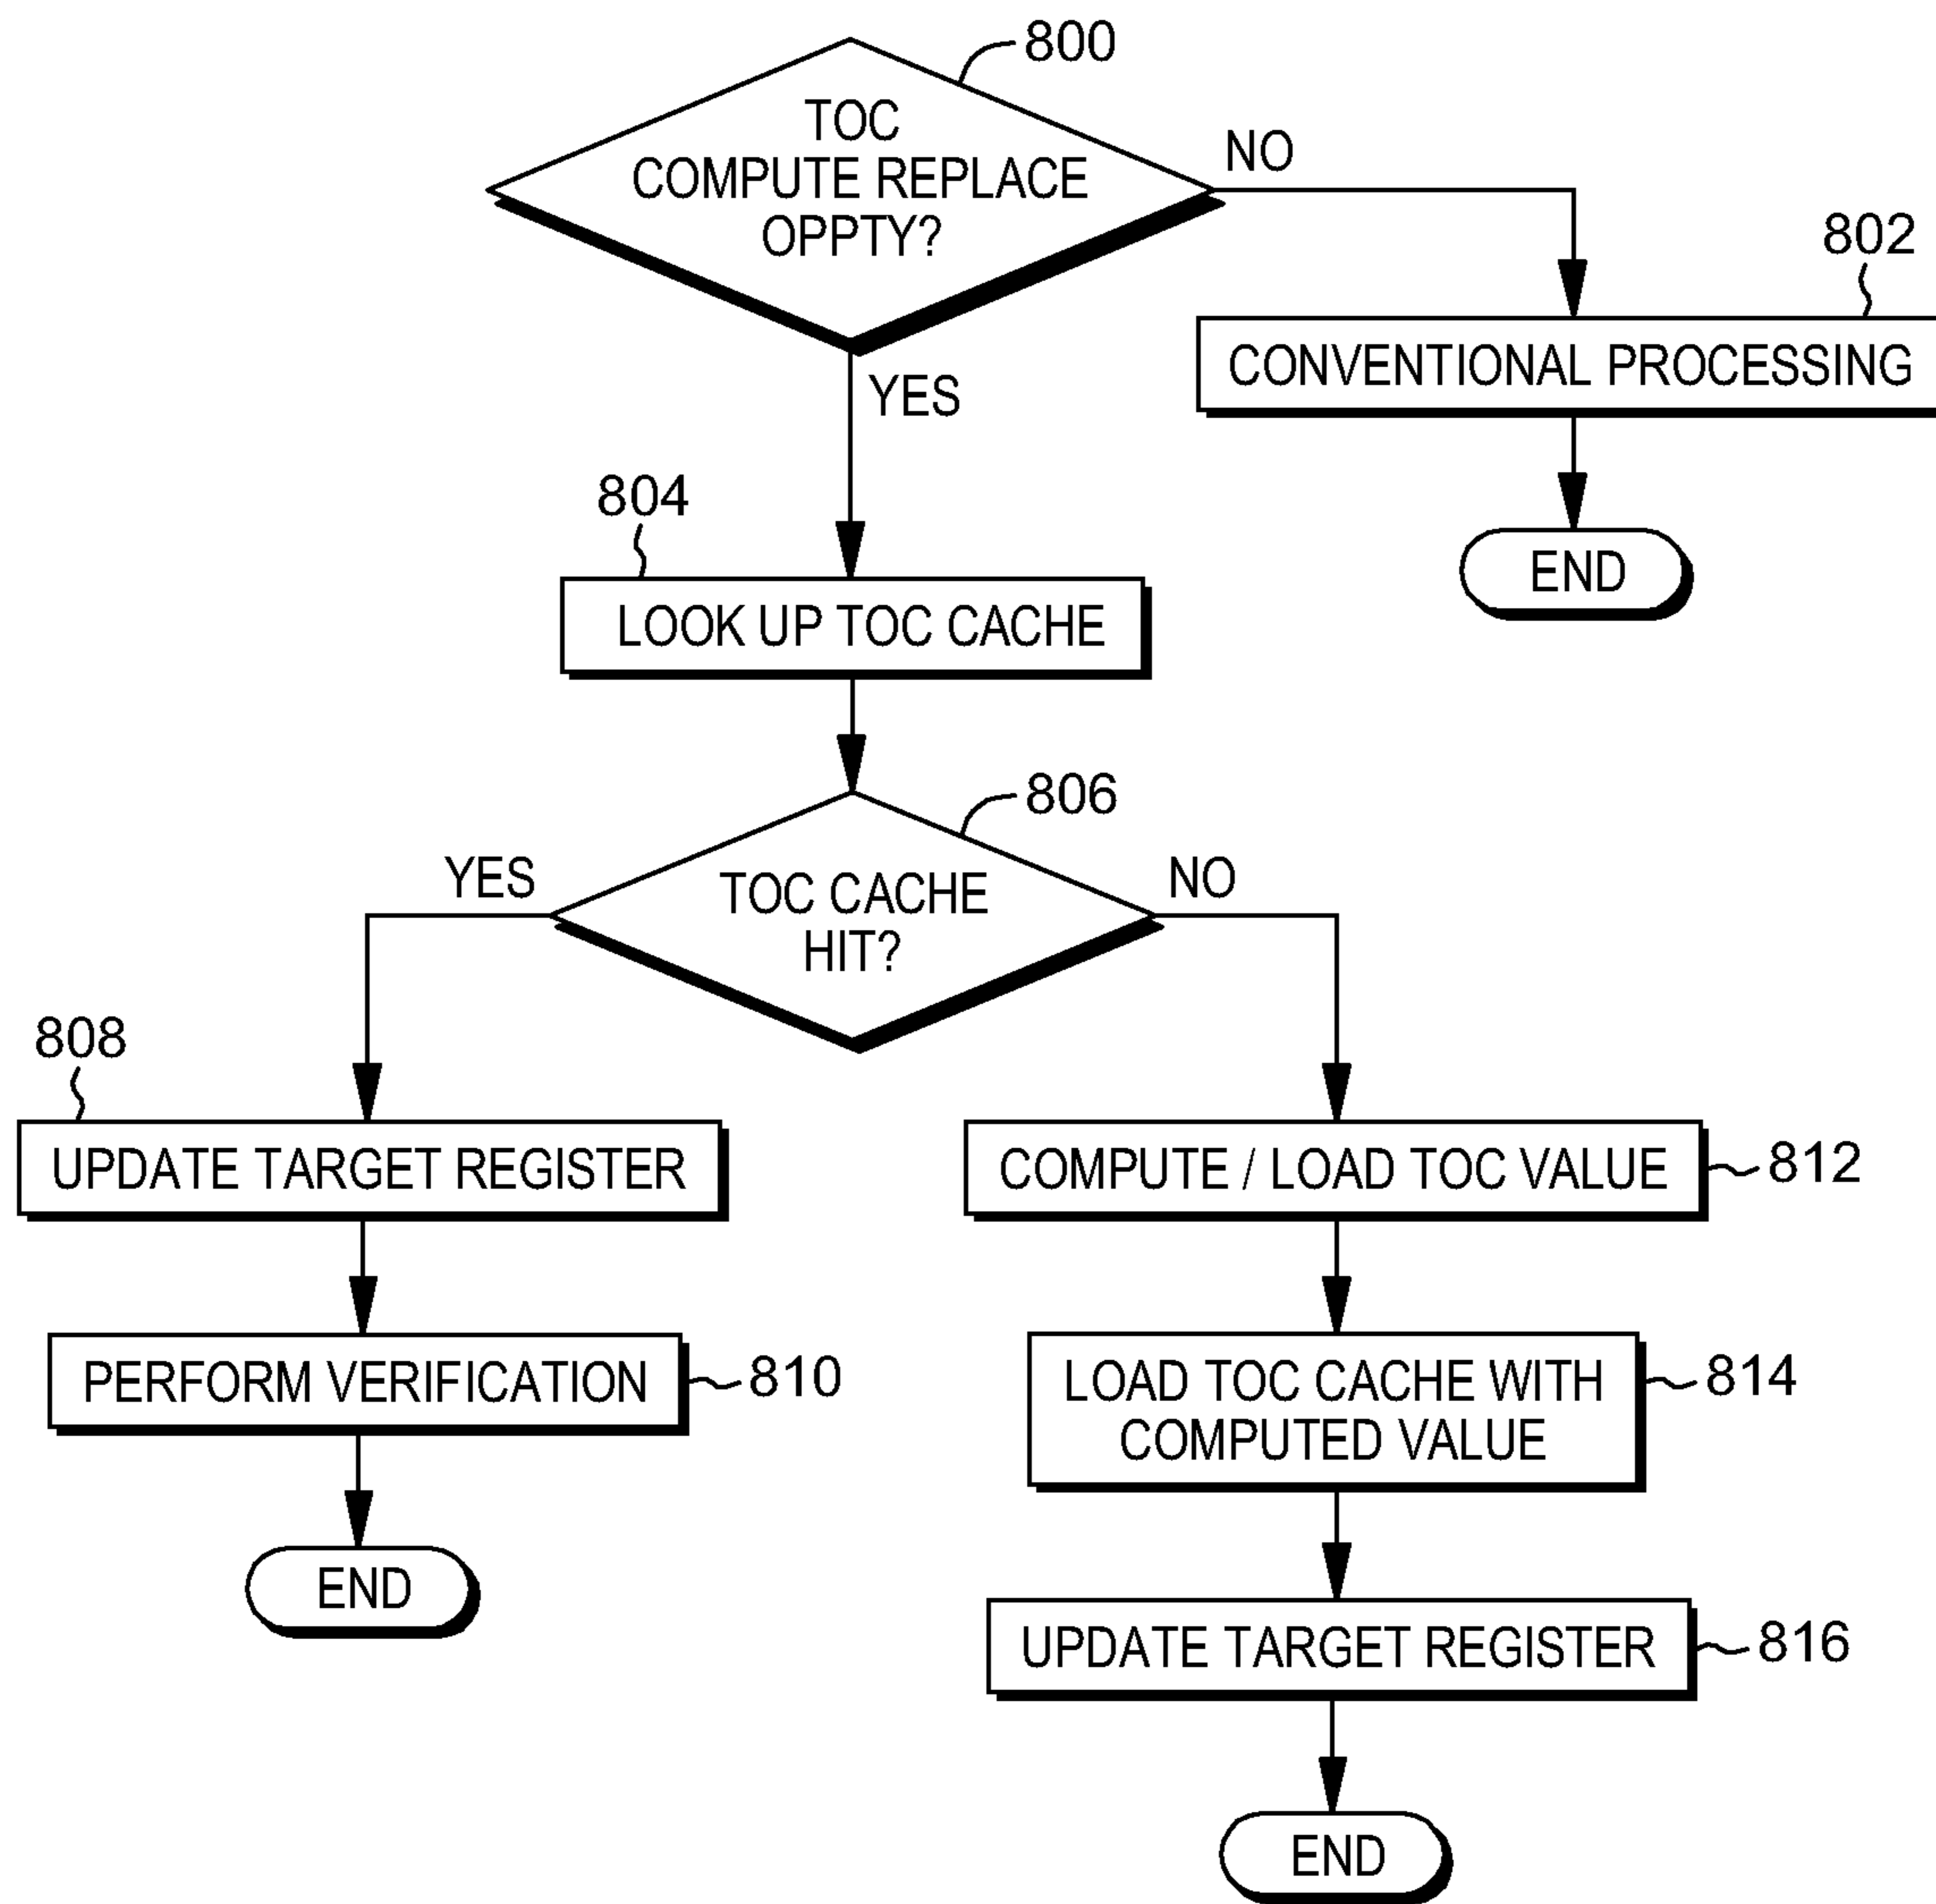 800
TOC
COMPUTE REPLACE
OPPTY?
NO
802
CONVENTIONAL PROCESSING
END
YES
804
LOOK UP TOC CACHE
806
TOC CACHE
HIT?
YES
NO
808
UPDATE TARGET REGISTER
PERFORM VERIFICATION
810
END
COMPUTE / LOAD TOC VALUE
812
LOAD TOC CACHE WITH
COMPUTED VALUE
814
UPDATE TARGET REGISTER
816
END